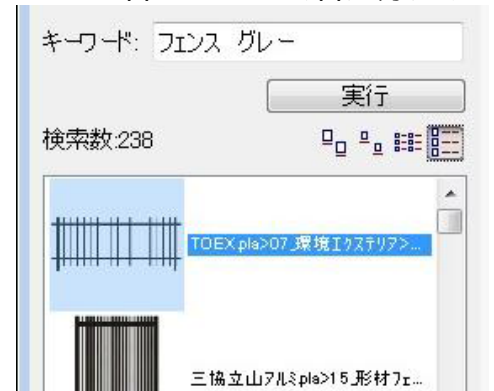 キーワード: フェンス グレー
実行
検索数:238
TOEX.pla>07_環境エクステリア>...
三協立山アルミ.pla>15_形材フェ...